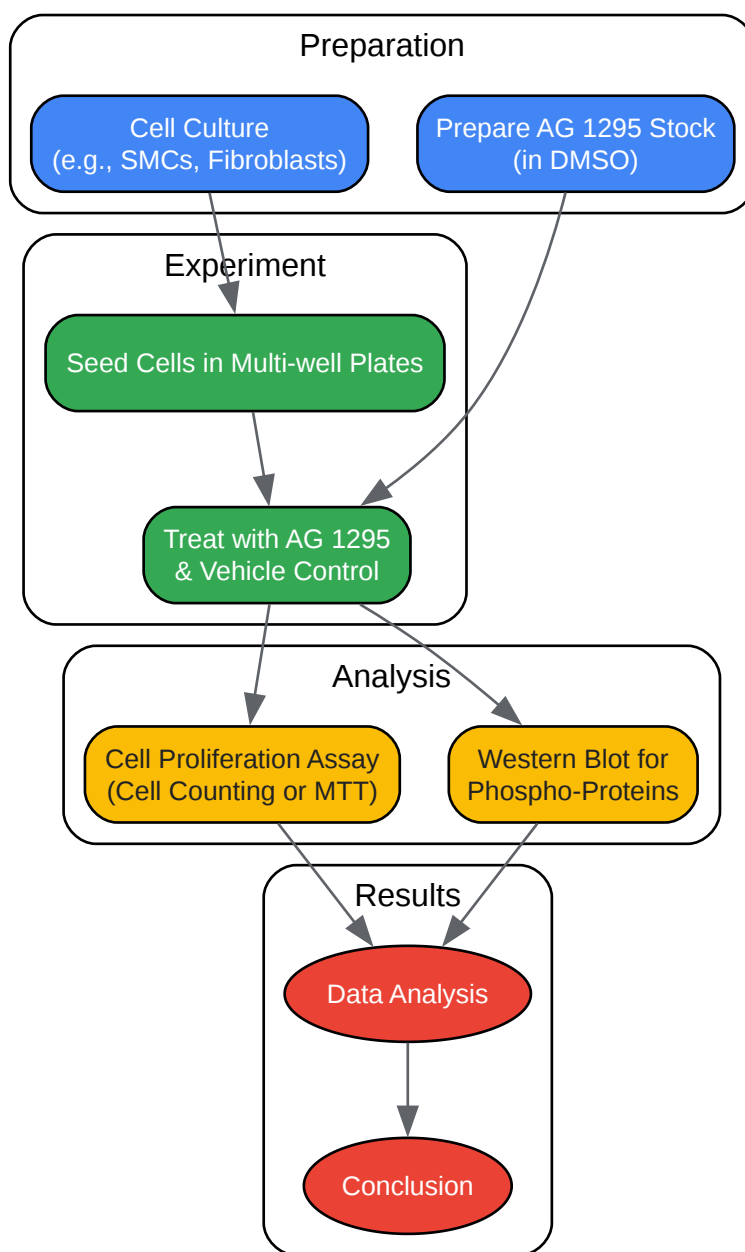 Preparation
Cell Culture
(e.g., SMCs, Fibroblasts)
Prepare AG 1295 Stock
(in DMSO)
Experiment
Seed Cells in Multi-well Plates
Treat with AG 1295
& Vehicle Control
Analysis
Cell Proliferation Assay
(Cell Counting or MTT)
Western Blot for
Phospho-Proteins
Results
Data Analysis
Conclusion